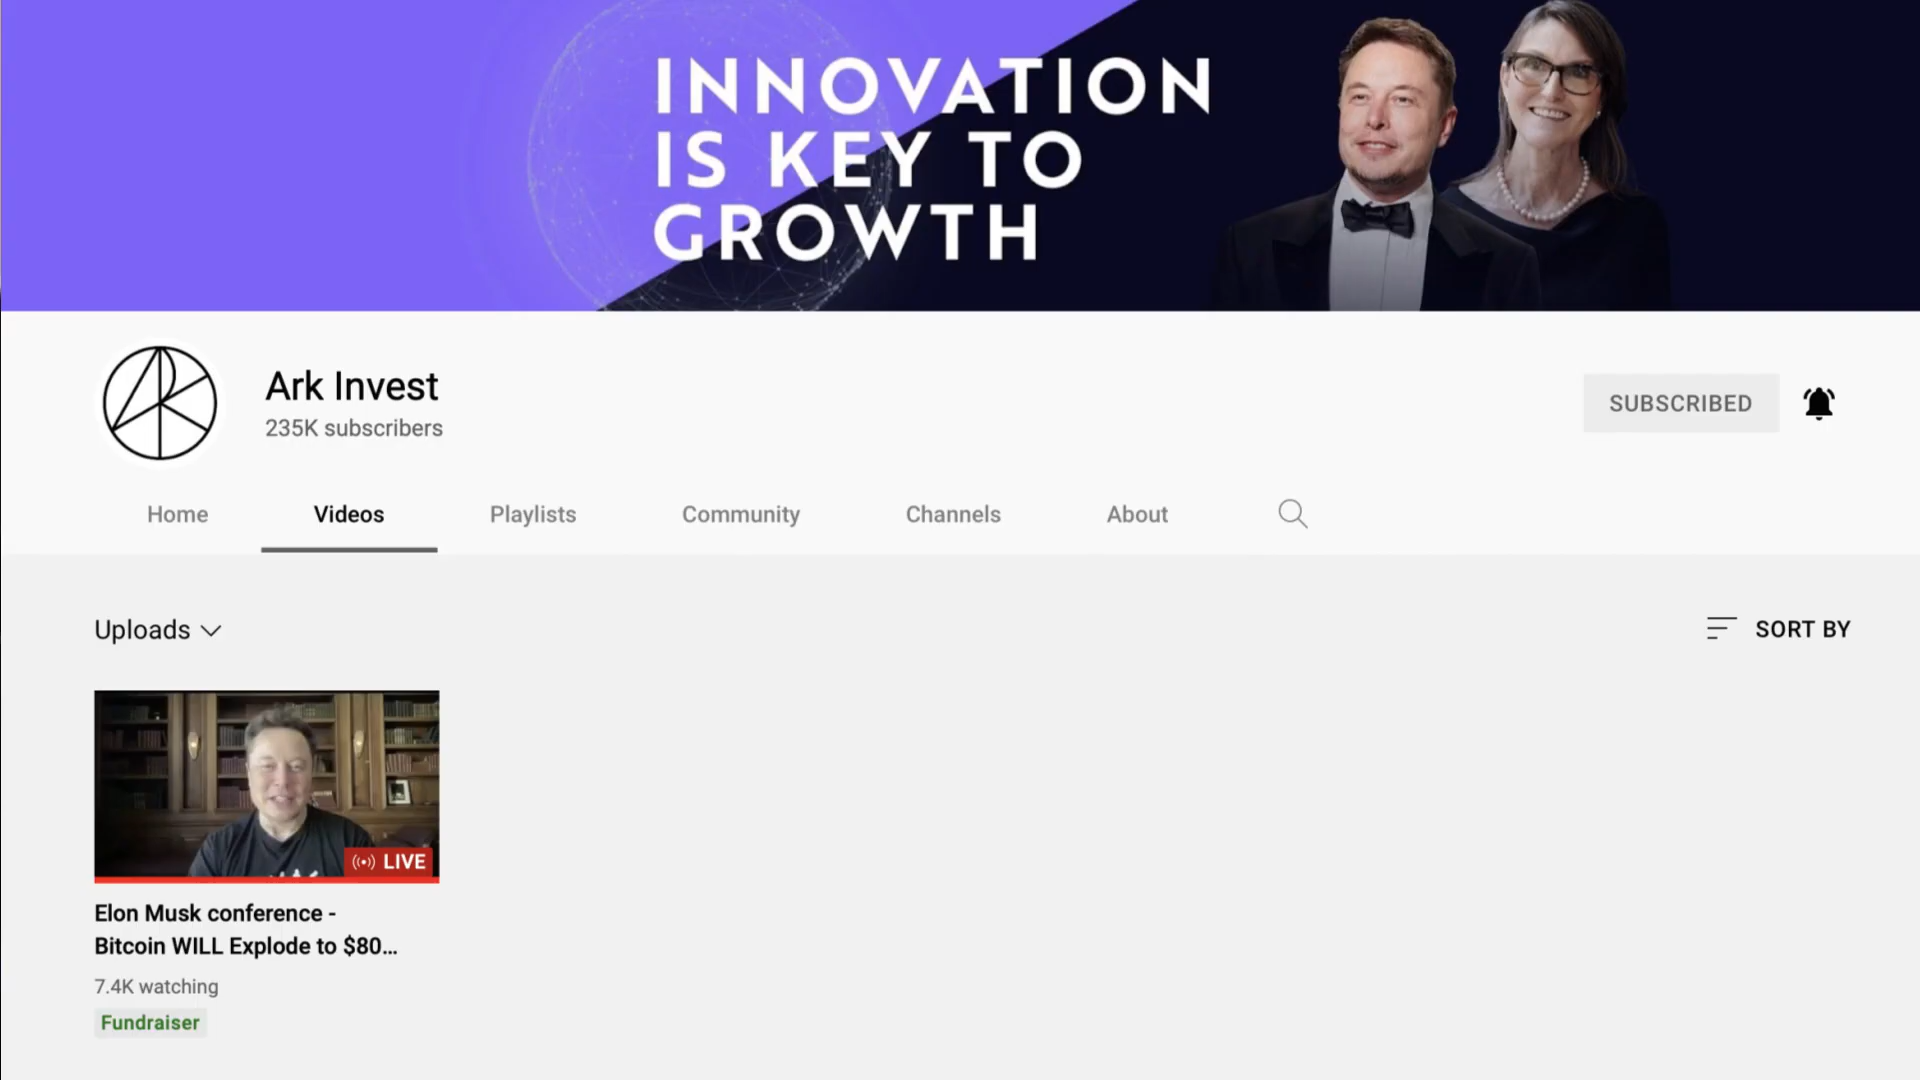 INNOVATION
IS KEY TO
GROWTH
Ark Invest
235K subscribers
SUBSCRIBED
Home Videos Playlists Community Channels About
Uploads
SORT BY
LIVE
Elon Musk conference -
Bitcoin WILL Explode to $80...
7.4K watching
Fundraiser